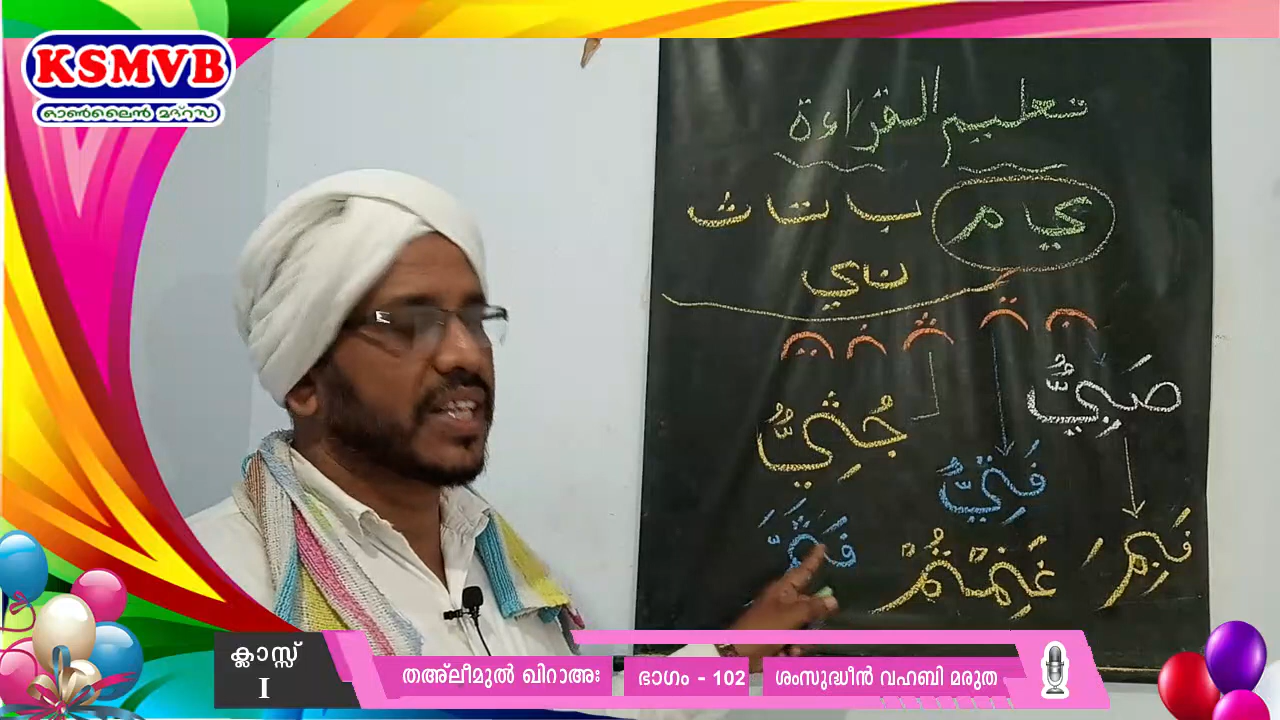 KSMVB
ഓൺലൈൻ മദ്റസ
تعليم القراءة
ي م ب ت ث
ن ي
صَبِيٌّ
جُثِيٌّ
فَتِيٌّ
فَبِمَ
غَنِمْتُمْ
فَثَمَّ
ക്ലാസ്സ്
I
തഅ്ലീമുൽ ഖിറാഅഃ
ഭാഗം - 102
ശംസുദ്ധീൻ വഹബി മരുത